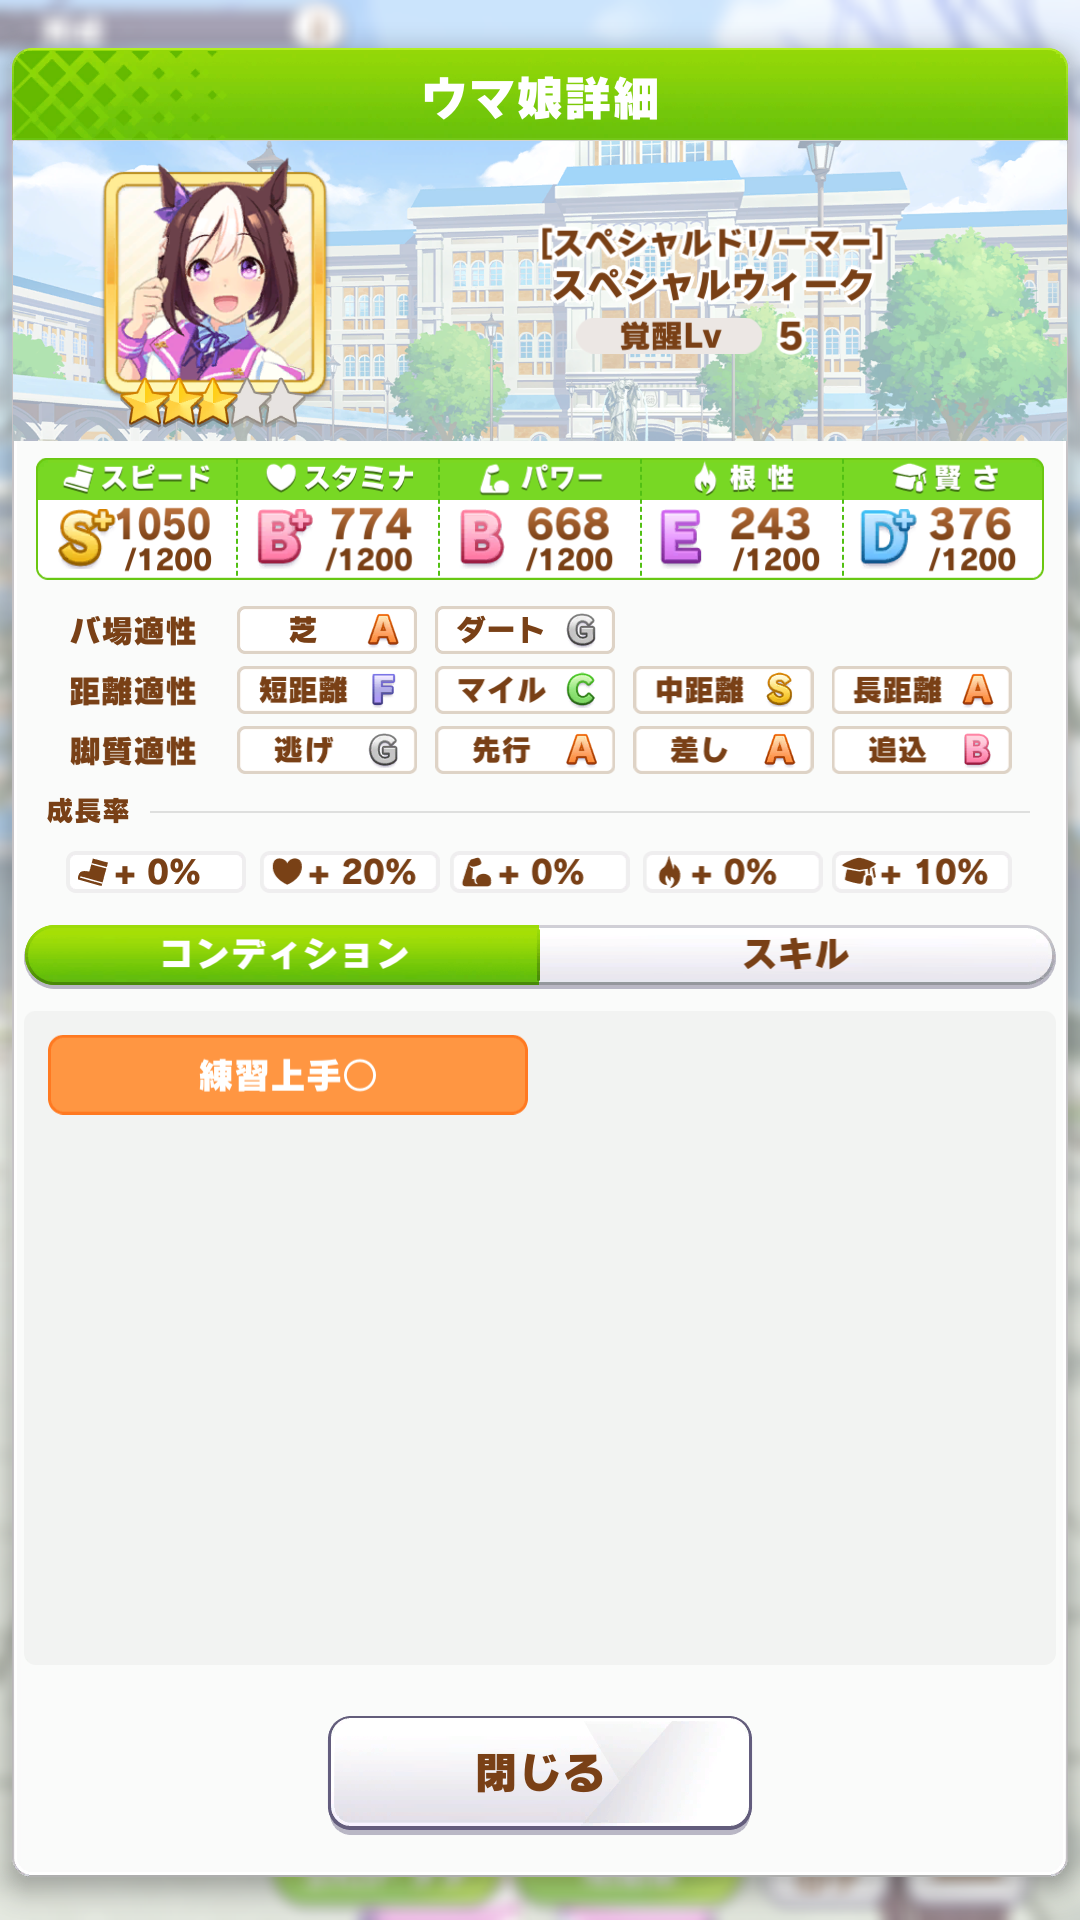 ウマ娘詳細
[スペシャルドリーマー]
スペシャルウィーク
覚醒Lv 5
スピード スタミナ パワー 根性 賢さ
S+ 1050 B+ 774 B 668 E 243 D+ 376
/1200 /1200 /1200 /1200 /1200
バ場適性 芝 A ダート G
距離適性 短距離 F マイル C 中距離 S 長距離 A
脚質適性 逃げ G 先行 A 差し A 追込 B
成長率
+ 0% + 20% + 0% + 0% + 10%
コンディション スキル
練習上手○
閉じる